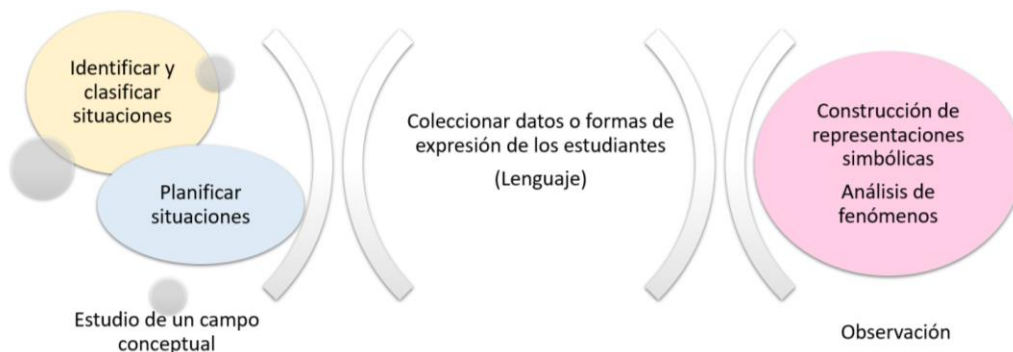 Identificar y
clasificar
situaciones
Planificar
situaciones
Estudio de un campo
conceptual
Coleccionar datos o formas de
expresión de los estudiantes
(Lenguaje)
Construcción de
representaciones
simbólicas
Análisis de
fenómenos
Observación